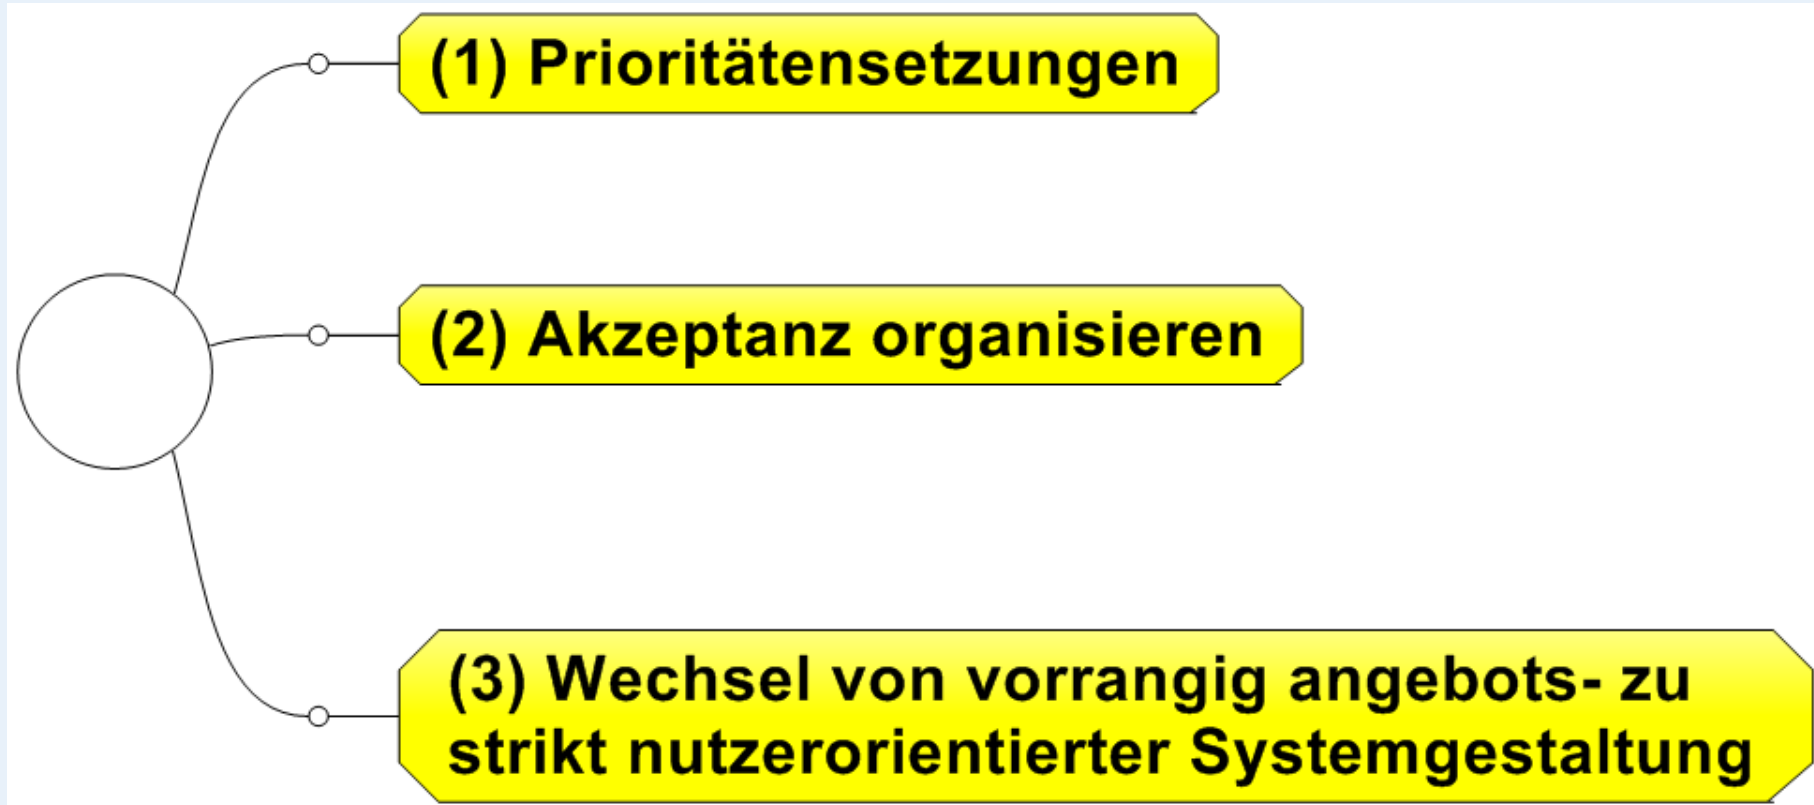 (1) Prioritätensetzungen
(2) Akzeptanz organisieren
(3) Wechsel von vorrangig angebots- zu
strikt nutzerorientierter Systemgestaltung